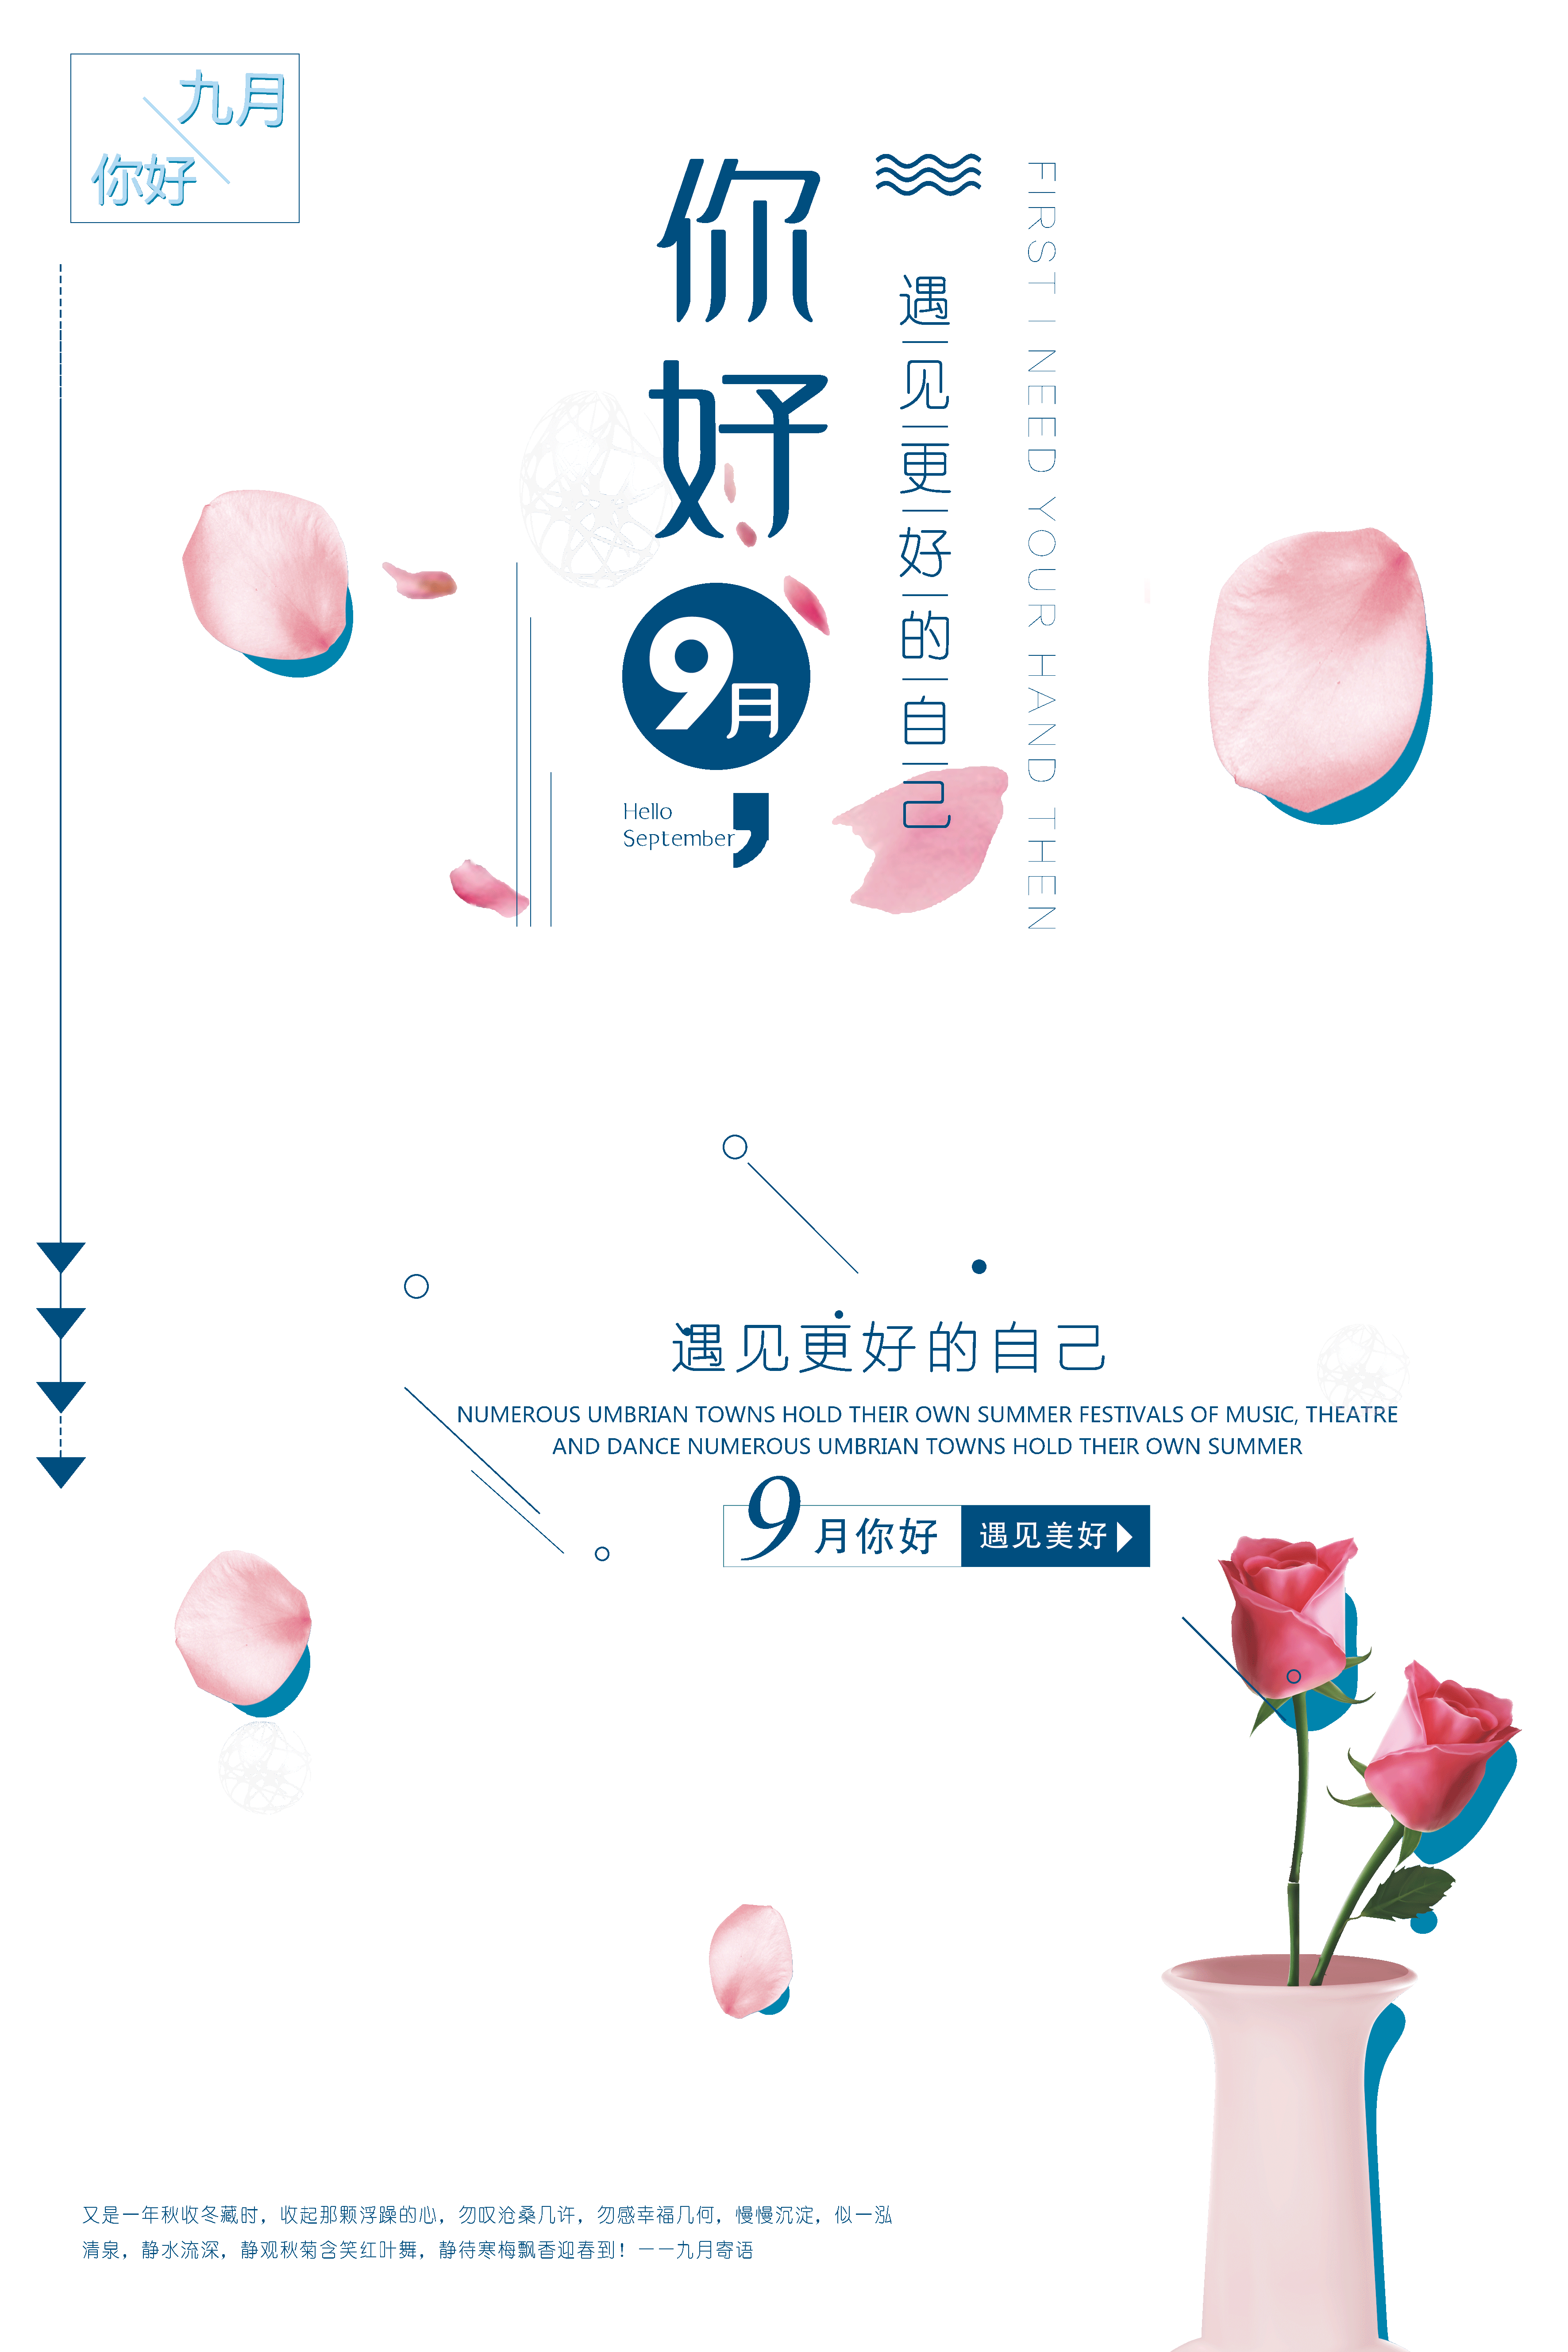 九月
你好
你好
9月
,
Hello
September
遇见更好的自己
FIRST I NEED YOUR HAND THEN
遇见更好的自己
NUMEROUS UMBRIAN TOWNS HOLD THEIR OWN SUMMER FESTIVALS OF MUSIC, THEATRE
AND DANCE NUMEROUS UMBRIAN TOWNS HOLD THEIR OWN SUMMER
9月你好 遇见美好
又是一年秋收冬藏时，收起那颗浮躁的心，勿叹沧桑几许，勿感幸福几何，慢慢沉淀，似一泓
清泉，静水流深，静观秋菊含笑红叶舞，静待寒梅飘香迎春到！——九月寄语